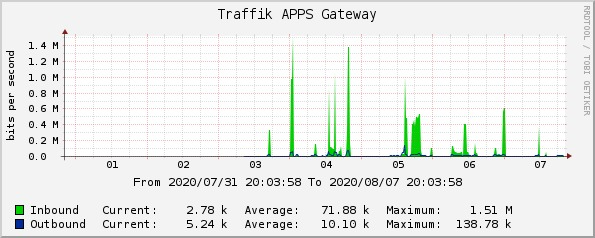 Traffik APPS Gateway
RRDTOOL / TOBI OETIKER
bits per second
1.4 M
1.2 M
1.0 M
0.8 M
0.6 M
0.4 M
0.2 M
0.0
01 02 03 04 05 06 07
From 2020/07/31 20:03:58 To 2020/08/07 20:03:58
Inbound Current: 2.78 k Average: 71.88 k Maximum: 1.51 M
Outbound Current: 5.24 k Average: 10.10 k Maximum: 138.78 k